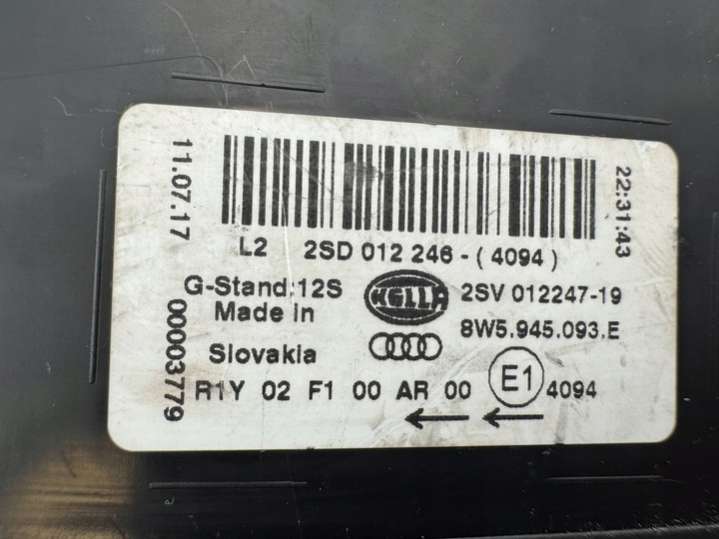 11.07.17
00003779
22:31:43
L2 2SD 012 246 - ( 4094 )
G-Stand:12S
Made in
Slovakia
HELLA
2SV 012247-19
8W5.945.093.E
R1Y 02 F1 00 AR 00 E1 4094